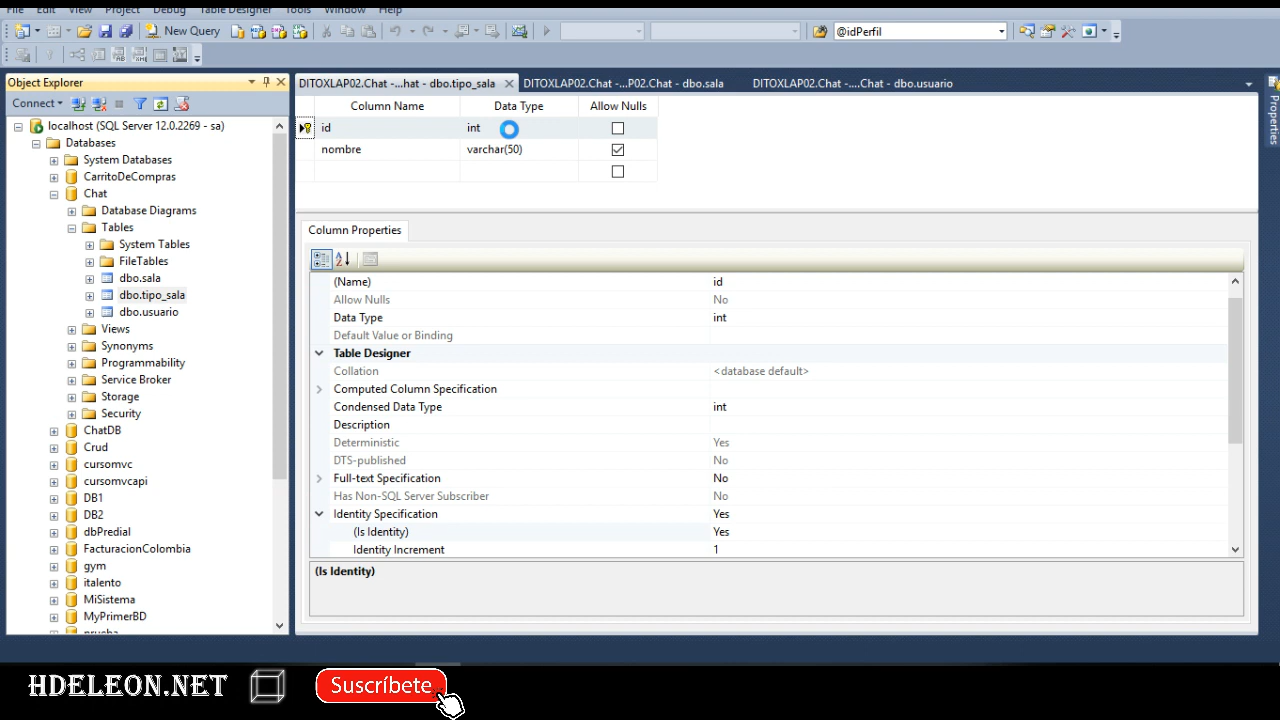 File Edit View Project Debug Table Designer Tools Window Help
New Query @idPerfil
Object Explorer
Connect
localhost (SQL Server 12.0.2269 - sa)
Databases
System Databases
CarritoDeCompras
Chat
Database Diagrams
Tables
System Tables
FileTables
dbo.sala
dbo.tipo_sala
dbo.usuario
Views
Synonyms
Programmability
Service Broker
Storage
Security
ChatDB
Crud
cursomvc
cursomvcapi
DB1
DB2
dbPredial
FacturacionColombia
gym
italento
MiSistema
MyPrimerBD
prueba
DITOXLAP02.Chat -...hat - dbo.tipo_sala DITOXLAP02.Chat -...P02.Chat - dbo.sala DITOXLAP02.Chat -....Chat - dbo.usuario
Column Name Data Type Allow Nulls
id int
nombre varchar(50)
Column Properties
(Name) id
Allow Nulls No
Data Type int
Default Value or Binding
Table Designer
Collation <database default>
Computed Column Specification
Condensed Data Type int
Description
Deterministic Yes
DTS-published No
Full-text Specification No
Has Non-SQL Server Subscriber No
Identity Specification Yes
(Is Identity) Yes
Identity Increment 1
(Is Identity)
Properties
HDELEON.NET Suscríbete